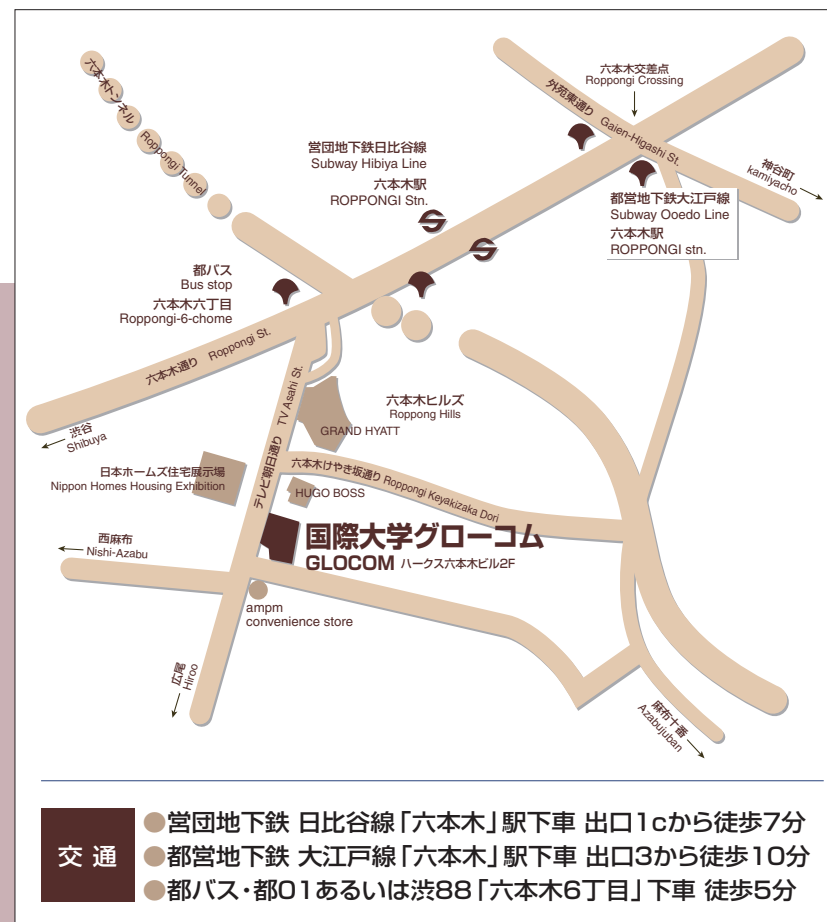 六本木トンネル
Roppongi Tunnel
六本木交差点
Roppongi Crossing
外苑東通り Gaien-Higashi St.
神谷町
kamiyacho
営団地下鉄日比谷線
Subway Hibiya Line
六本木駅
ROPPONGI Stn.
都営地下鉄大江戸線
Subway Ooedo Line
六本木駅
ROPPONGI stn.
都バス
Bus stop
六本木六丁目
Roppongi-6-chome
六本木通り Roppongi St.
渋谷
Shibuya
テレビ朝日通り TV Asahi St.
六本木ヒルズ
Roppong Hills
GRAND HYATT
日本ホームズ住宅展示場
Nippon Homes Housing Exhibition
六本木けやき坂通り Roppongi Keyakizaka Dori
HUGO BOSS
国際大学グローコム
GLOCOM ハークス六本木ビル2F
西麻布
Nishi-Azabu
ampm
convenience store
広尾
Hiroo
麻布十番
Azabujuban
交 通
●営団地下鉄 日比谷線「六本木」駅下車 出口1cから徒歩7分
●都営地下鉄 大江戸線「六本木」駅下車 出口3から徒歩10分
●都バス・都01あるいは渋88「六本木6丁目」下車 徒歩5分